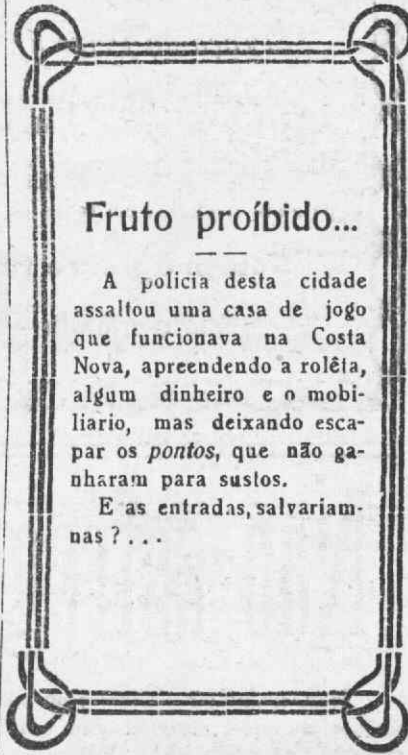 Fruto proíbido...
A policia desta cidade
assaltou uma casa de jogo
que funcionava na Costa
Nova, apreendendo a rolêta,
algum dinheiro e o mobi-
liario, mas deixando esca-
par os pontos, que não ga-
nharam para sustos.
E as entradas, salvariam-
nas ? . . .